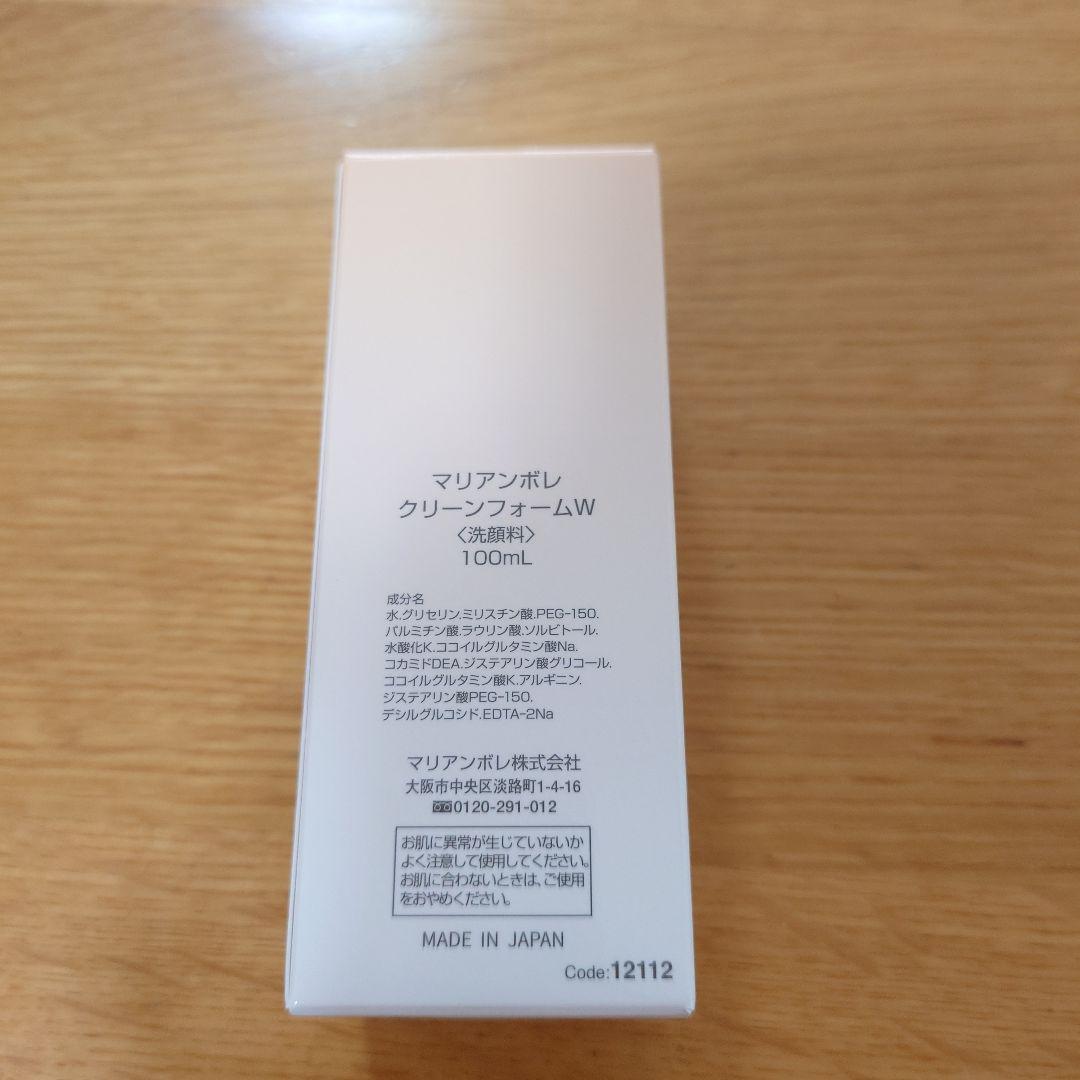 マリアンボレ
クリーンフォームW
〈洗顔料〉
100mL
成分名
水.グリセリン.ミリスチン酸.PEG-150.
パルミチン酸.ラウリン酸.ソルビトール.
水酸化K.ココイルグルタミン酸Na.
コカミドDEA.ジステアリン酸グリコール.
ココイルグルタミン酸K.アルギニン.
ジステアリン酸PEG-150.
デシルグルコシド.EDTA-2Na
マリアンボレ株式会社
大阪市中央区淡路町1-4-16
0120-291-012
お肌に異常が生じていないか
よく注意して使用してください。
お肌に合わないときは、ご使用
をおやめください。
MADE IN JAPAN
Code:12112